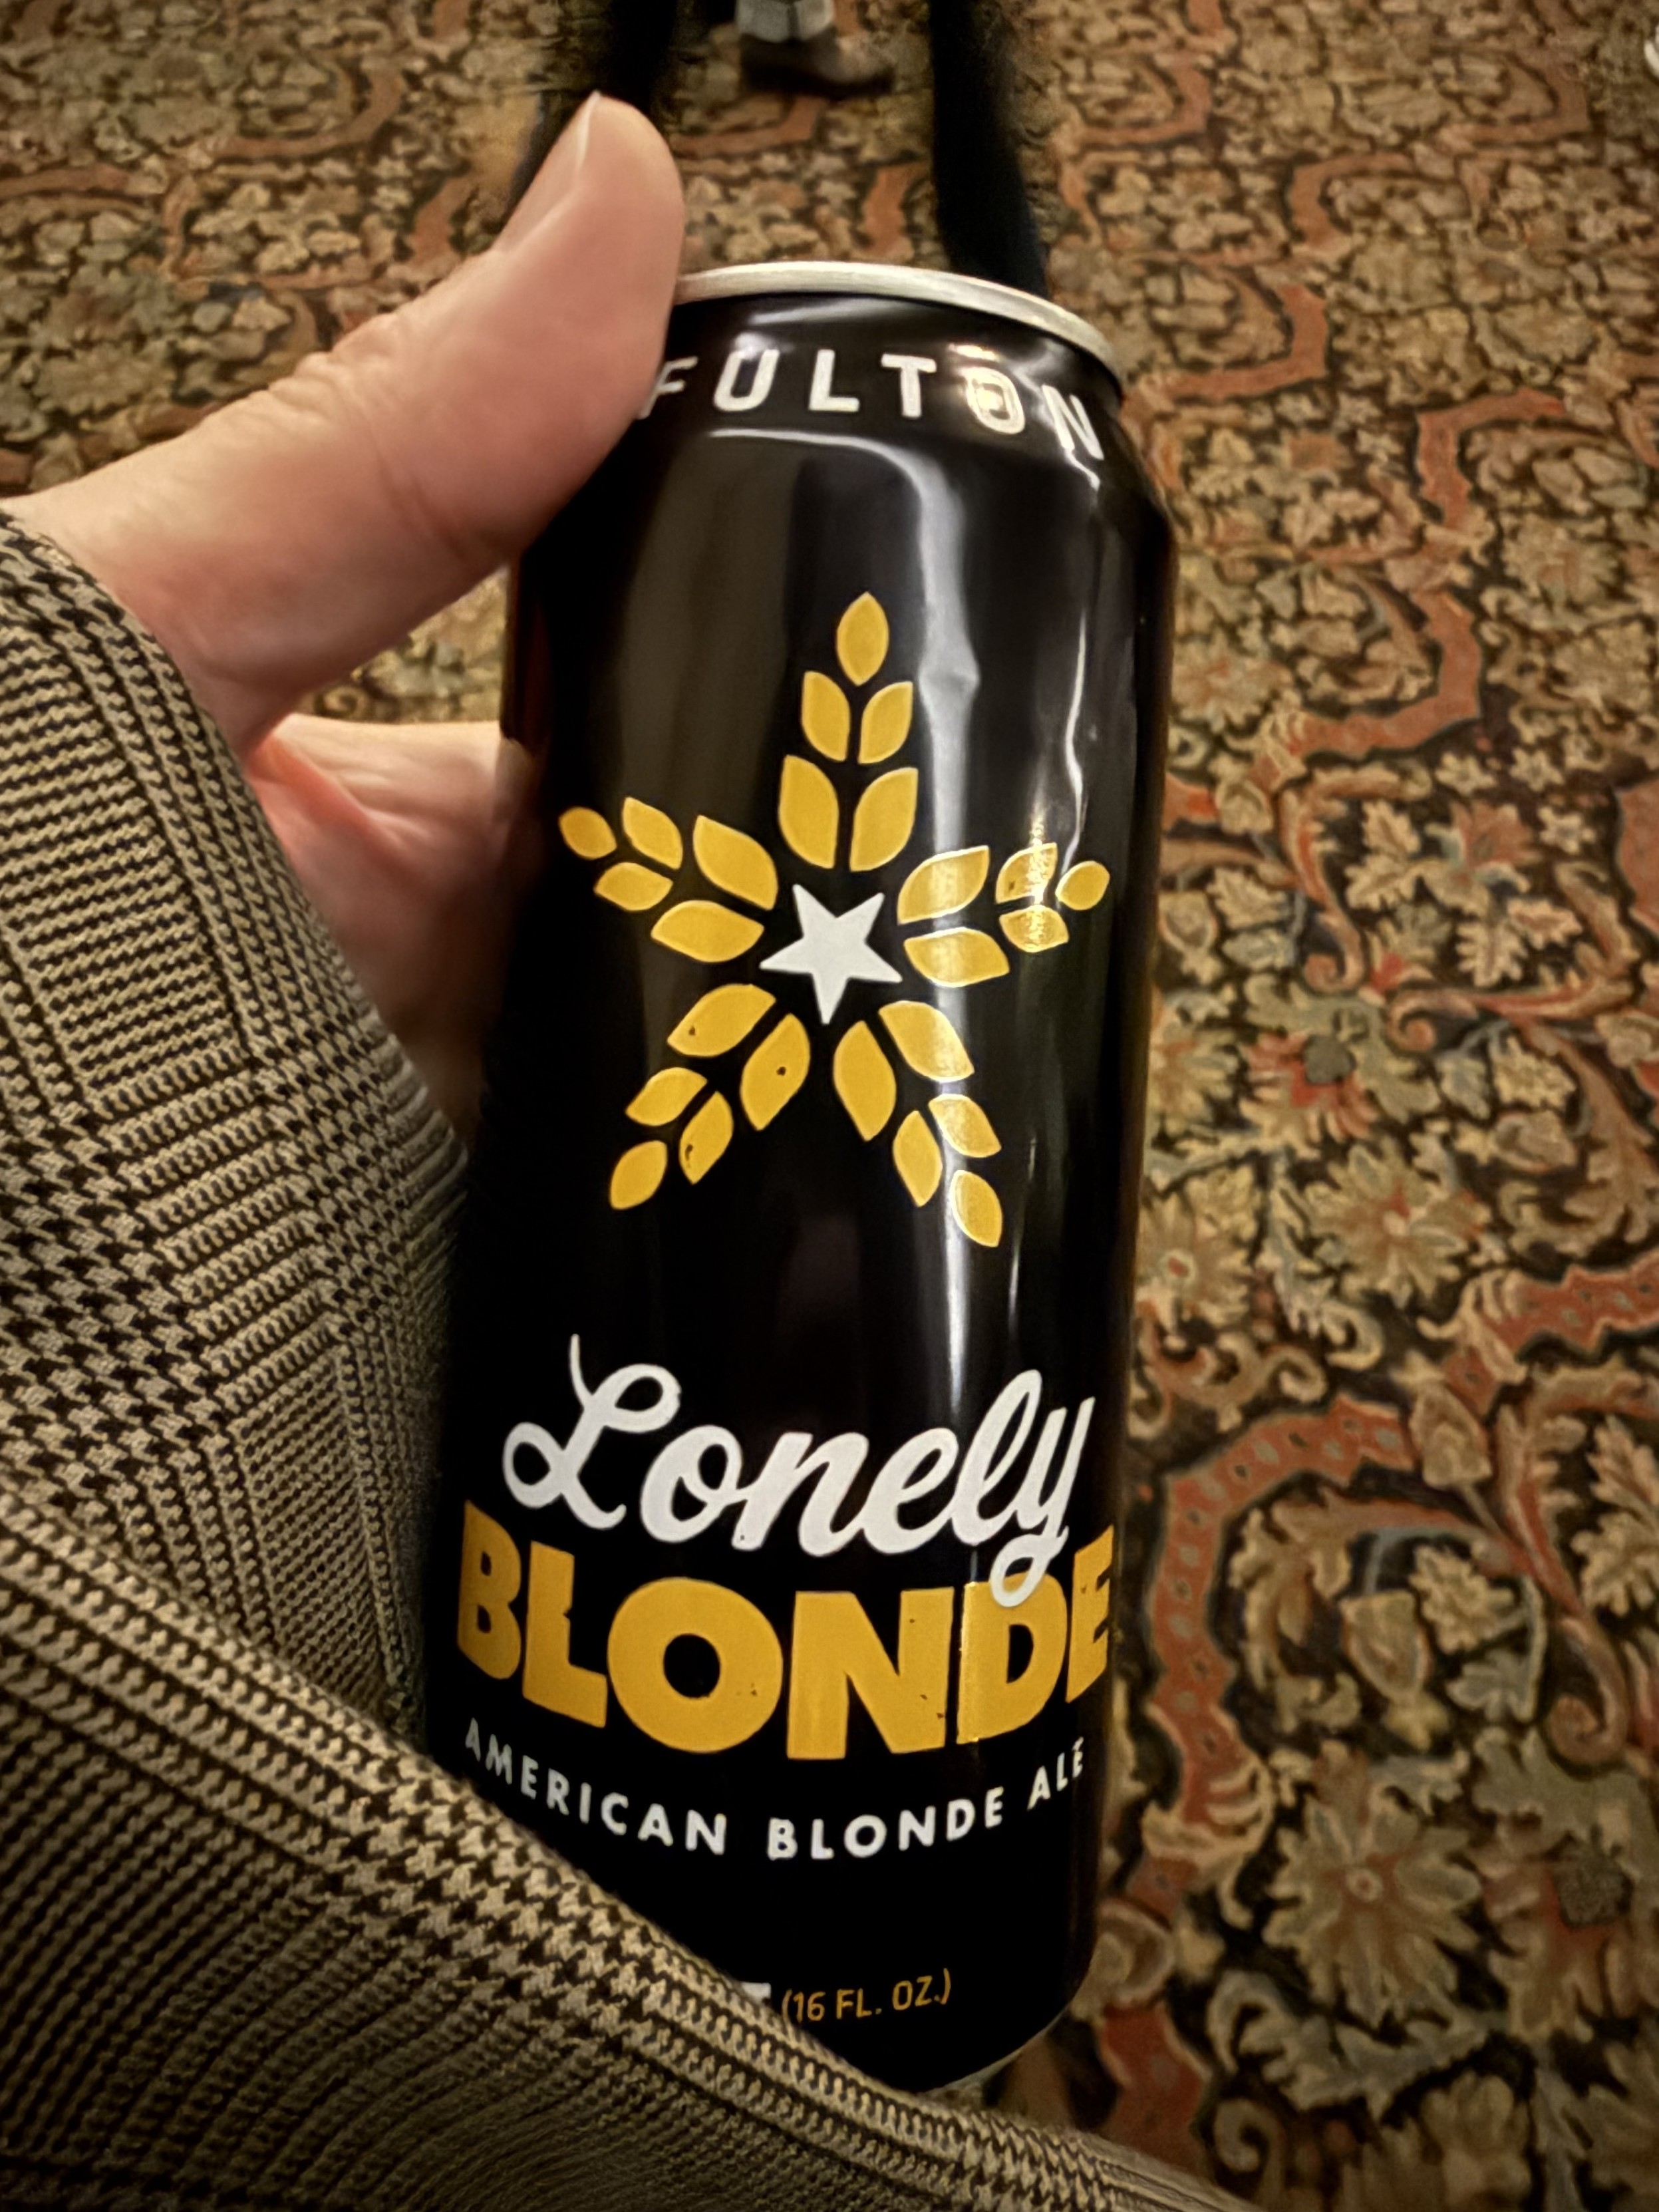 FULTON
Lonely
BLONDE
AMERICAN BLONDE ALE
(16 FL. OZ.)